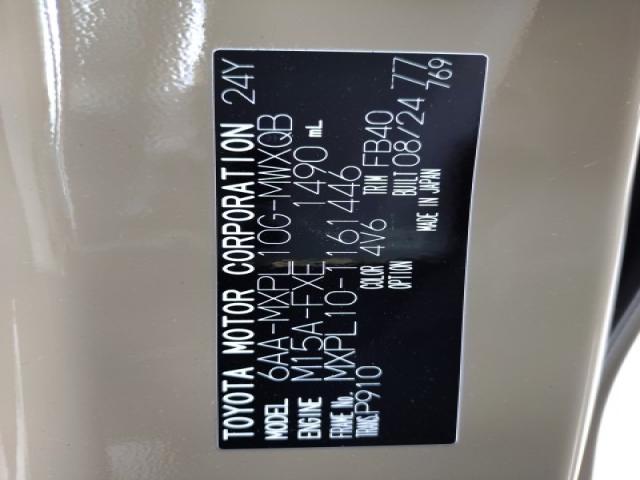 TOYOTA MOTOR CORPORATION 24Y
MODEL 6AA-MXPL10G-MWXQB
ENGINE M15A-FXE 1490 mL
FRAME No. MXPL10-1161446
TRANS. P910 COLOR 4V6 TRIM FB40
OPTION BUILT 08/24 77
MADE IN JAPAN 769